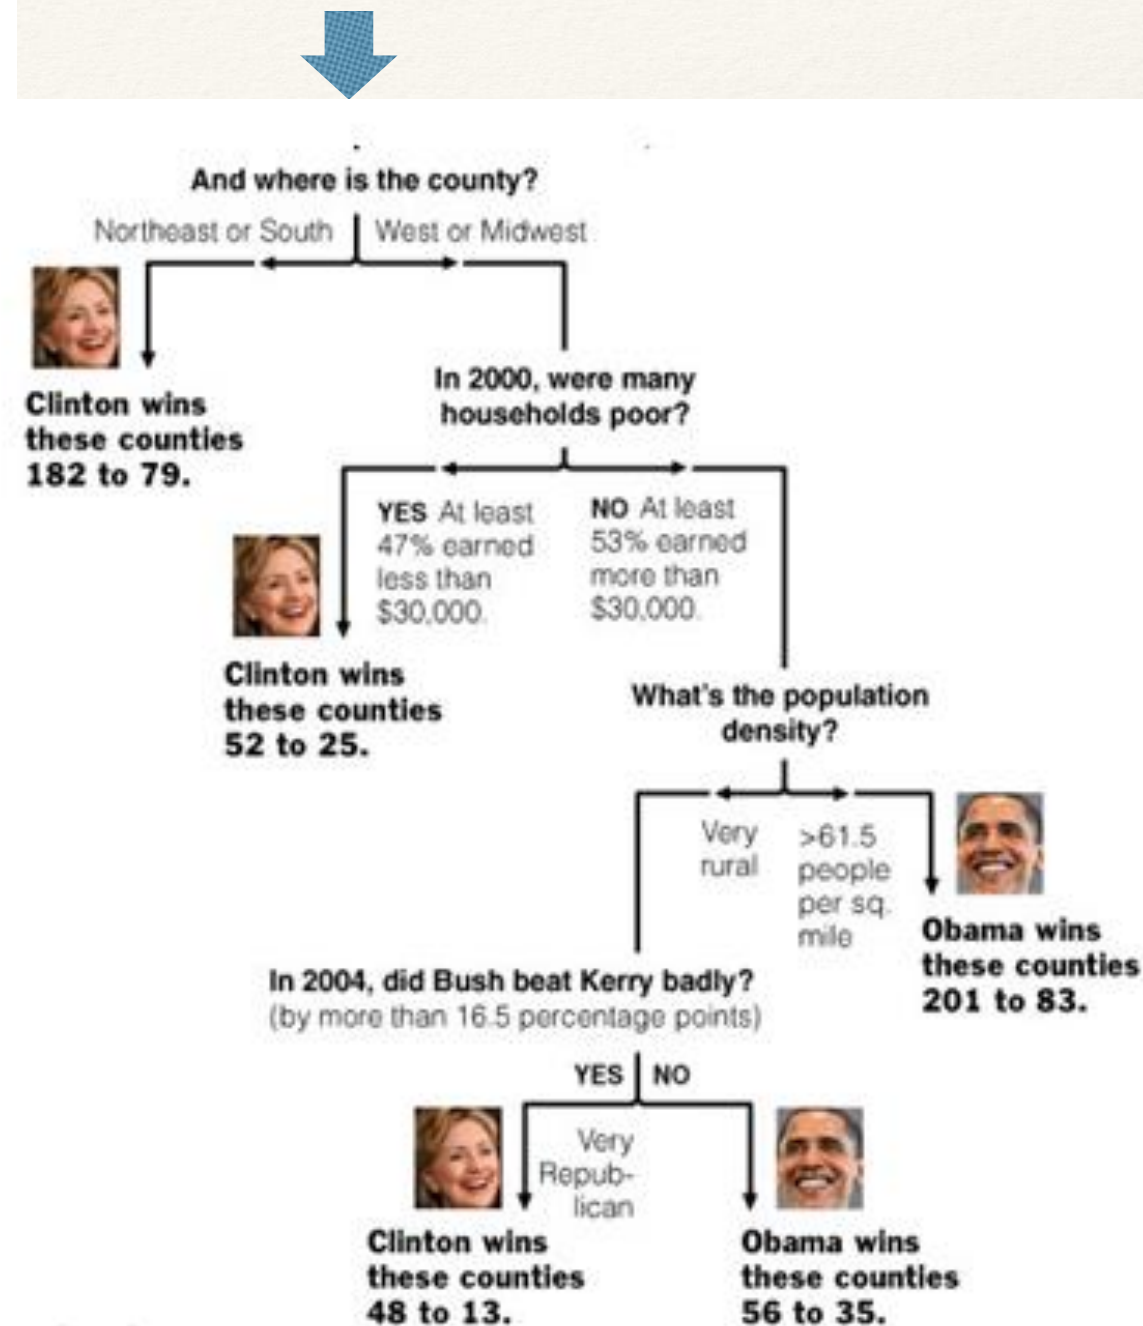 And where is the county?
Northeast or South
West or Midwest
Clinton wins
these counties
182 to 79.
In 2000, were many
households poor?
YES At least
47% earned
less than
$30,000.
NO At least
53% earned
more than
$30,000.
Clinton wins
these counties
52 to 25.
What's the population
density?
Very
rural
>61.5
people
per sq.
mile
Obama wins
these counties
201 to 83.
In 2004, did Bush beat Kerry badly?
(by more than 16.5 percentage points)
YES
NO
Very
Repub-
lican
Clinton wins
these counties
48 to 13.
Obama wins
these counties
56 to 35.